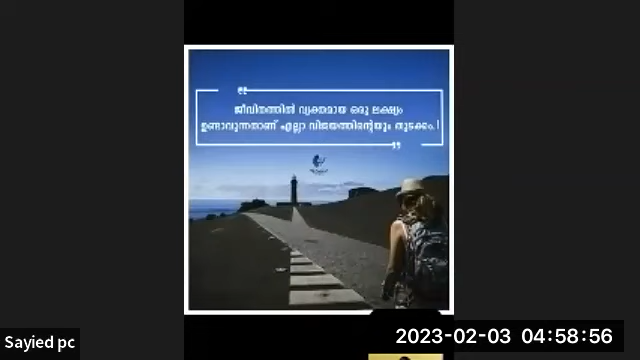 ജീവിതത്തിൽ വ്യക്തമായ ഒരു ലക്ഷ്യം
ഉണ്ടാവുന്നതാണ് എല്ലാ വിജയത്തിന്റെയും തുടക്കം.!
Sayied pc
2023-02-03 04:58:56